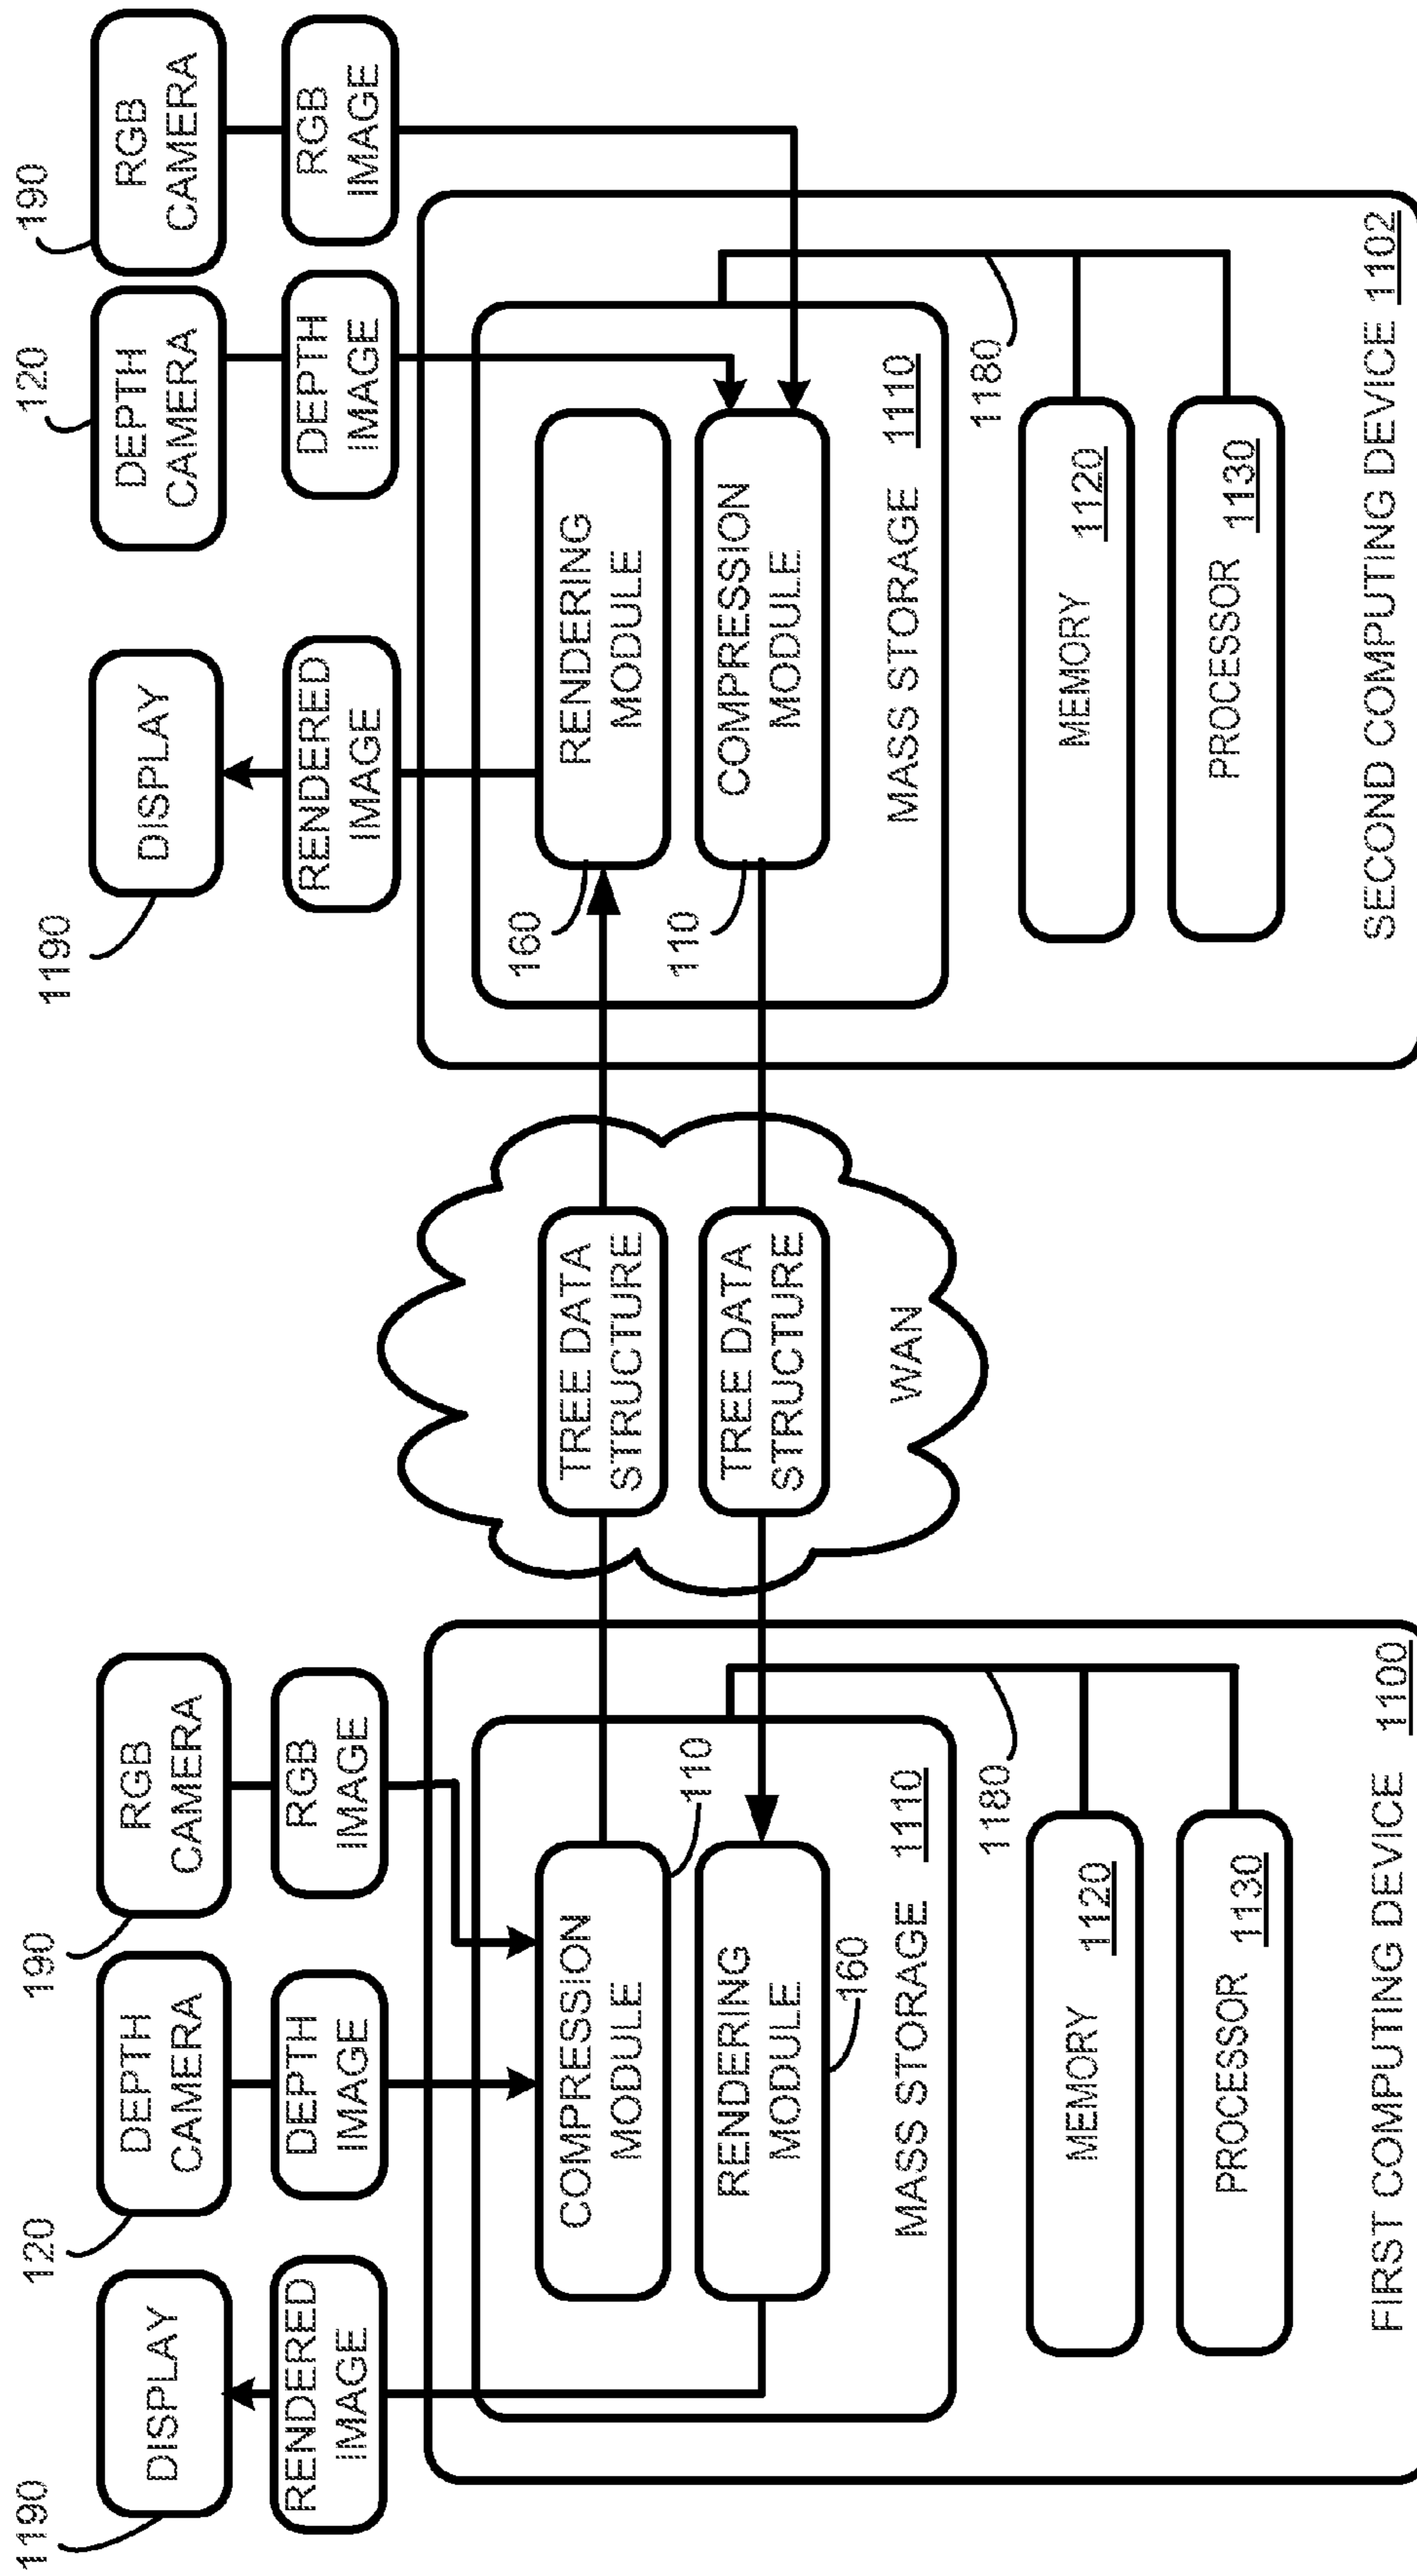 1190
DISPLAY
RENDERED
IMAGE
120
DEPTH
CAMERA
DEPTH
IMAGE
190
RGB
CAMERA
RGB
IMAGE
COMPRESSION
MODULE
110
RENDERING
MODULE
160
MASS STORAGE 1110
1180
MEMORY 1120
PROCESSOR 1130
FIRST COMPUTING DEVICE 1100
TREE DATA
STRUCTURE
TREE DATA
STRUCTURE
WAN
1190
DISPLAY
RENDERED
IMAGE
120
DEPTH
CAMERA
DEPTH
IMAGE
190
RGB
CAMERA
RGB
IMAGE
160
RENDERING
MODULE
110
COMPRESSION
MODULE
MASS STORAGE 1110
1180
MEMORY 1120
PROCESSOR 1130
SECOND COMPUTING DEVICE 1102